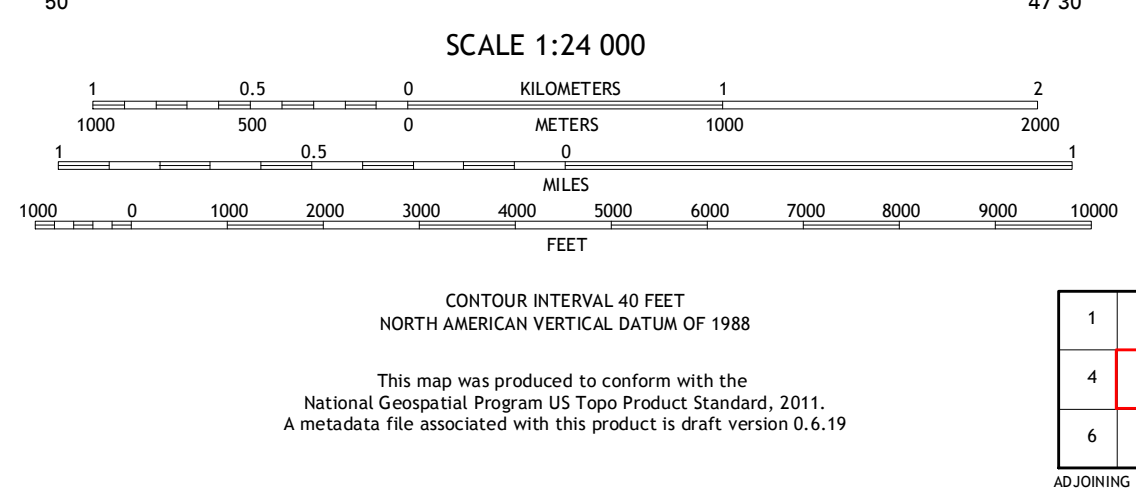 50
47'30"
SCALE 1:24 000
1 0.5 0 KILOMETERS 1 2
1000 500 0 METERS 1000 2000
1 0.5 0 1
MILES
1000 0 1000 2000 3000 4000 5000 6000 7000 8000 9000 10000
FEET
CONTOUR INTERVAL 40 FEET
NORTH AMERICAN VERTICAL DATUM OF 1988
This map was produced to conform with the
National Geospatial Program US Topo Product Standard, 2011.
A metadata file associated with this product is draft version 0.6.19
1
4
6
ADJOINING